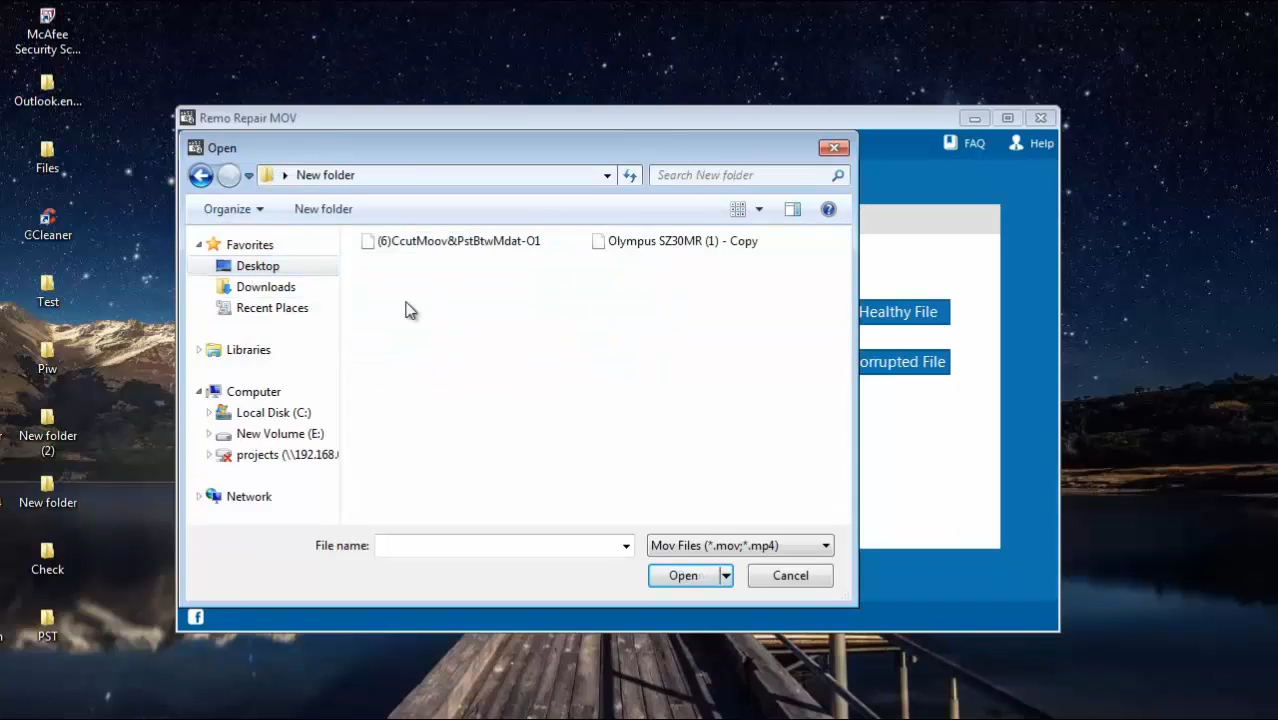 McAfee
Security Sc...
Outlook.en...
Files
CCleaner
Test
Piw
New folder
(2)
New folder
Check
PST
Remo Repair MOV
FAQ
Help
Open
New folder
Search New folder
Organize
New folder
Favorites
Desktop
Downloads
Recent Places
Libraries
Computer
Local Disk (C:)
New Volume (E:)
projects (\\192.168.
Network
(6)CcutMoov&PstBtwMdat-O1
Olympus SZ30MR (1) - Copy
Healthy File
orrupted File
File name:
Mov Files (*.mov;*.mp4)
Open
Cancel